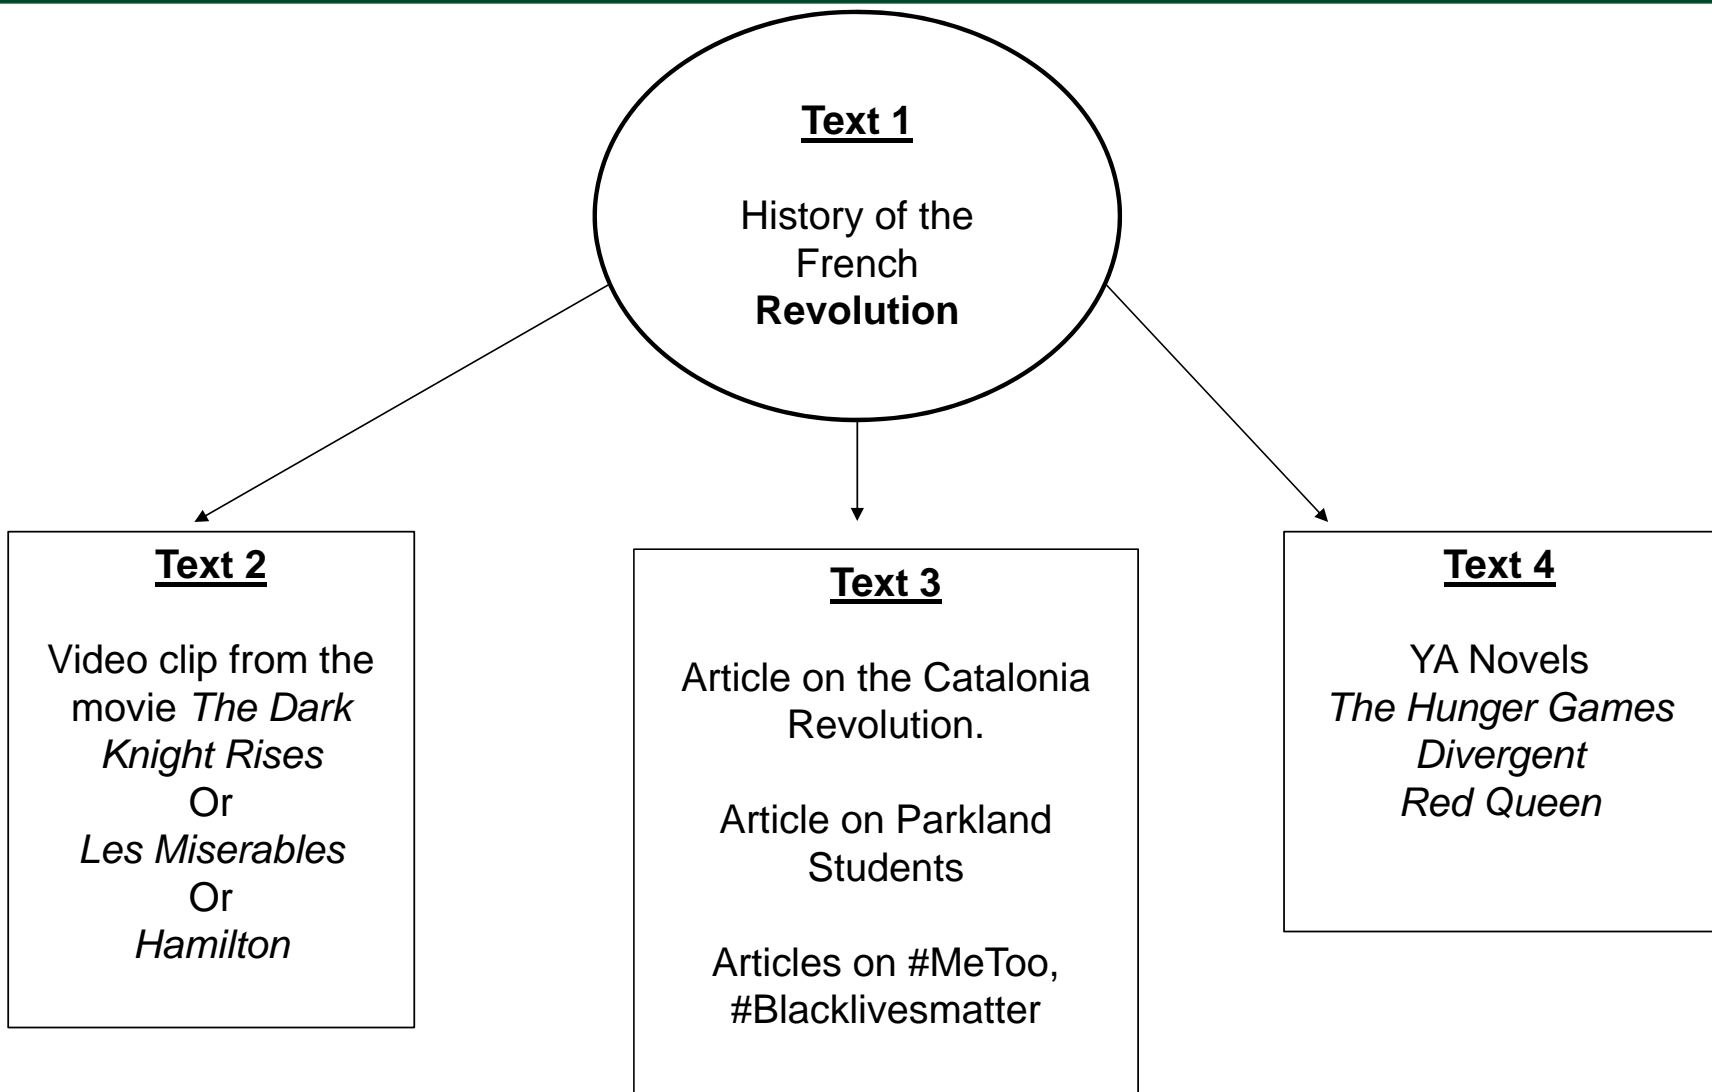 Text 1
History of the
French
Revolution
Text 2
Video clip from the
movie The Dark
Knight Rises
Or
Les Miserables
Or
Hamilton
Text 3
Article on the Catalonia
Revolution.
Article on Parkland
Students
Articles on #MeToo,
#Blacklivesmatter
Text 4
YA Novels
The Hunger Games
Divergent
Red Queen